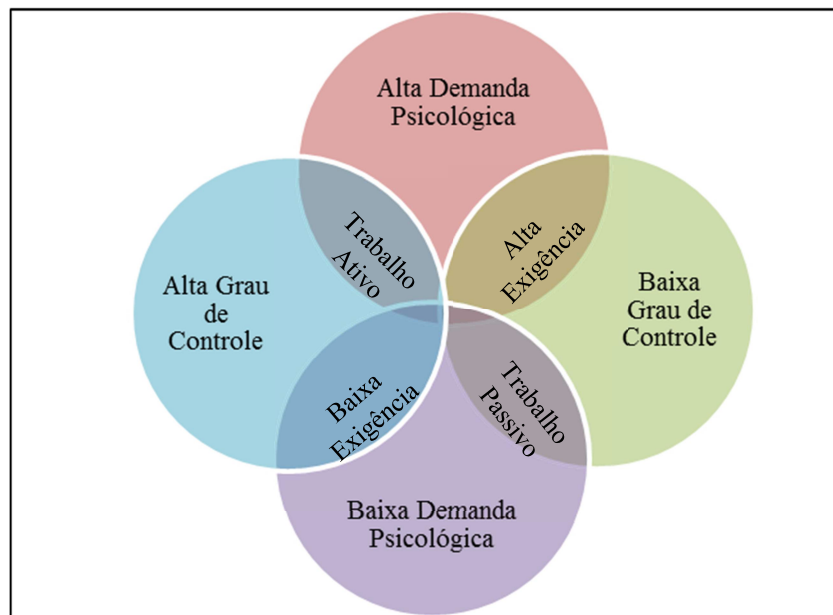 Alta Demanda
Psicológica
Trabalho
Ativo
Alta
Exigência
Alta Grau
de
Controle
Baixa
Grau de
Controle
Baixa
Exigência
Trabalho
Passivo
Baixa Demanda
Psicológica